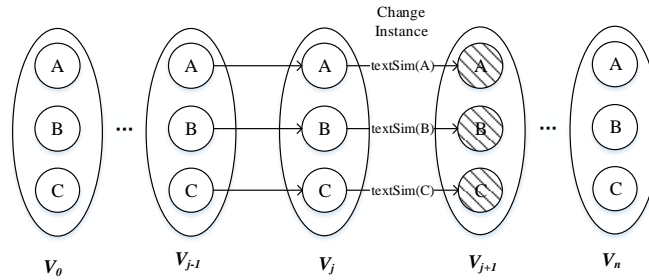 Change
Instance
A A A textSim(A) A A
B ... B B textSim(B) B ... B
C C C textSim(C) C C
V0 Vj-1 Vj Vj+1 Vn